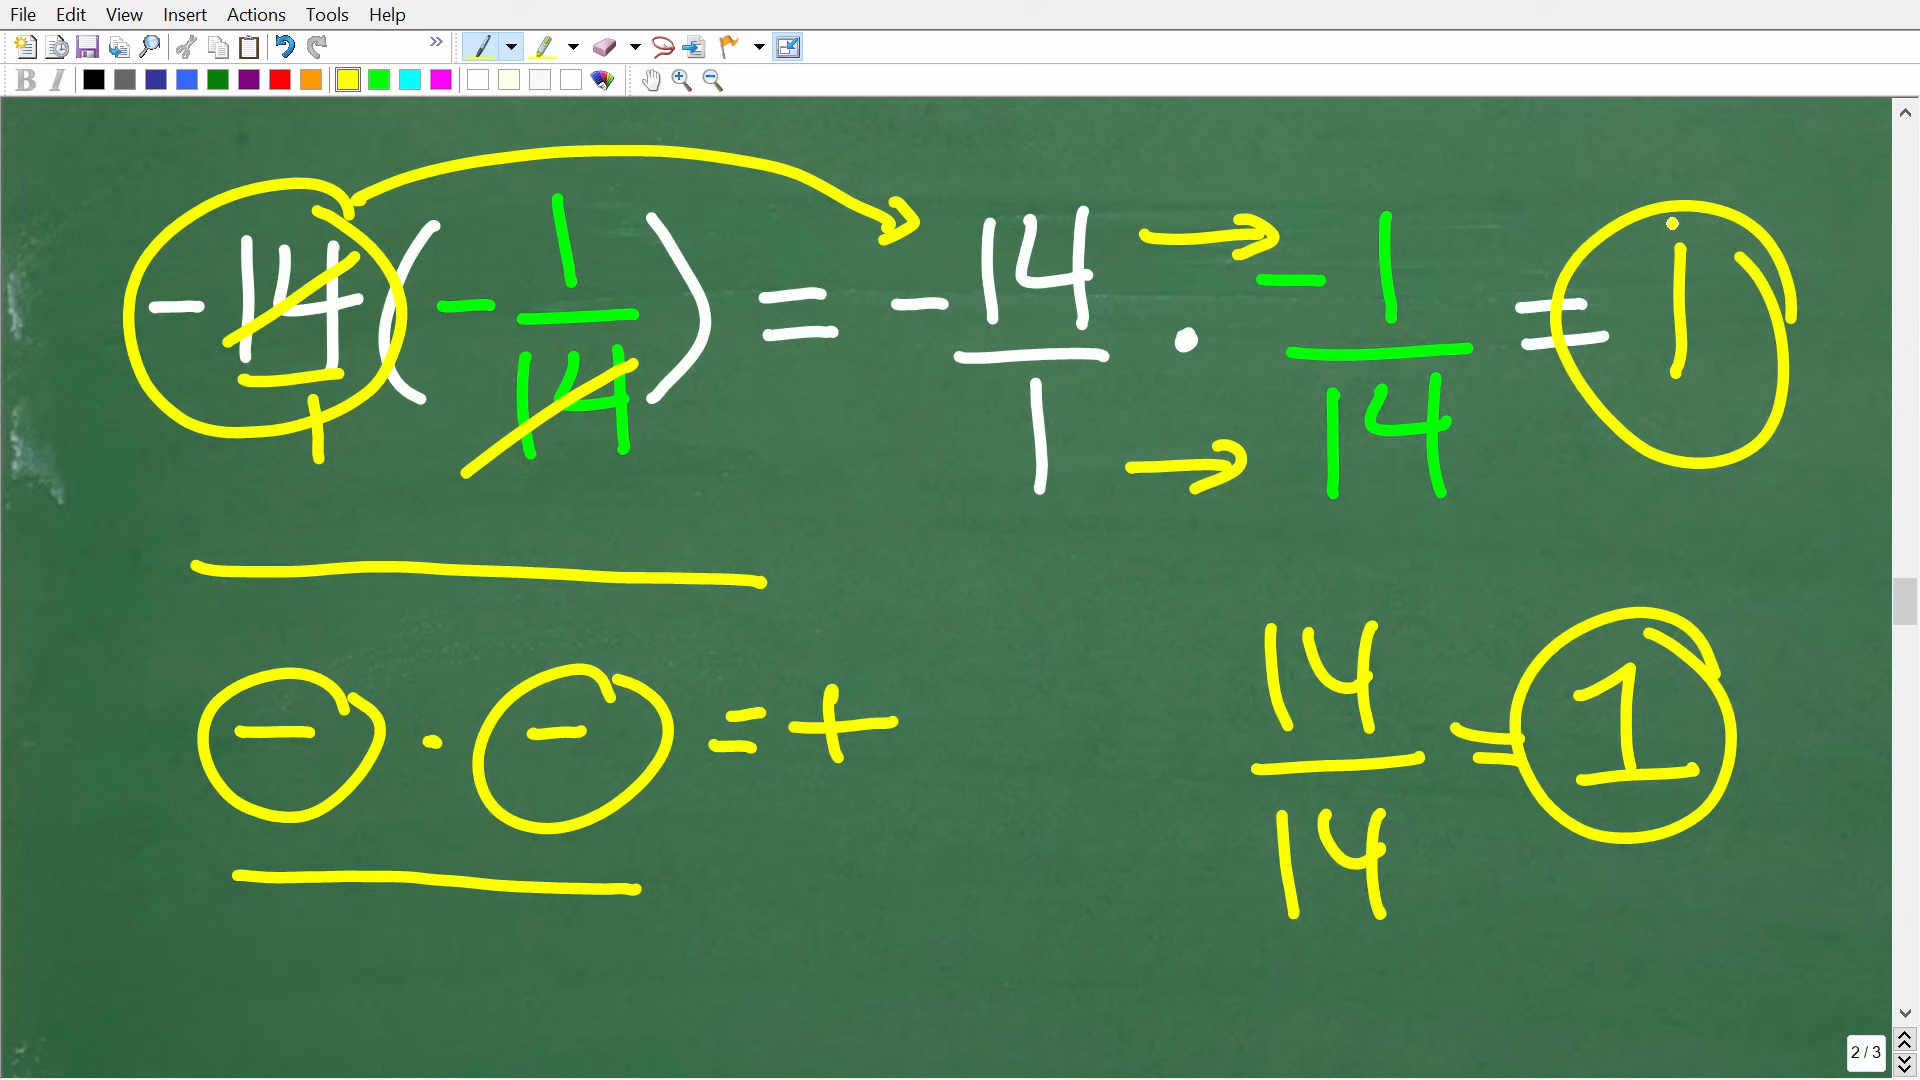 File Edit View Insert Actions Tools Help
B I
-14(-1/14) = -14/1 · -1/14 = 1
1
- · - = +
14/14 = 1
2 / 3